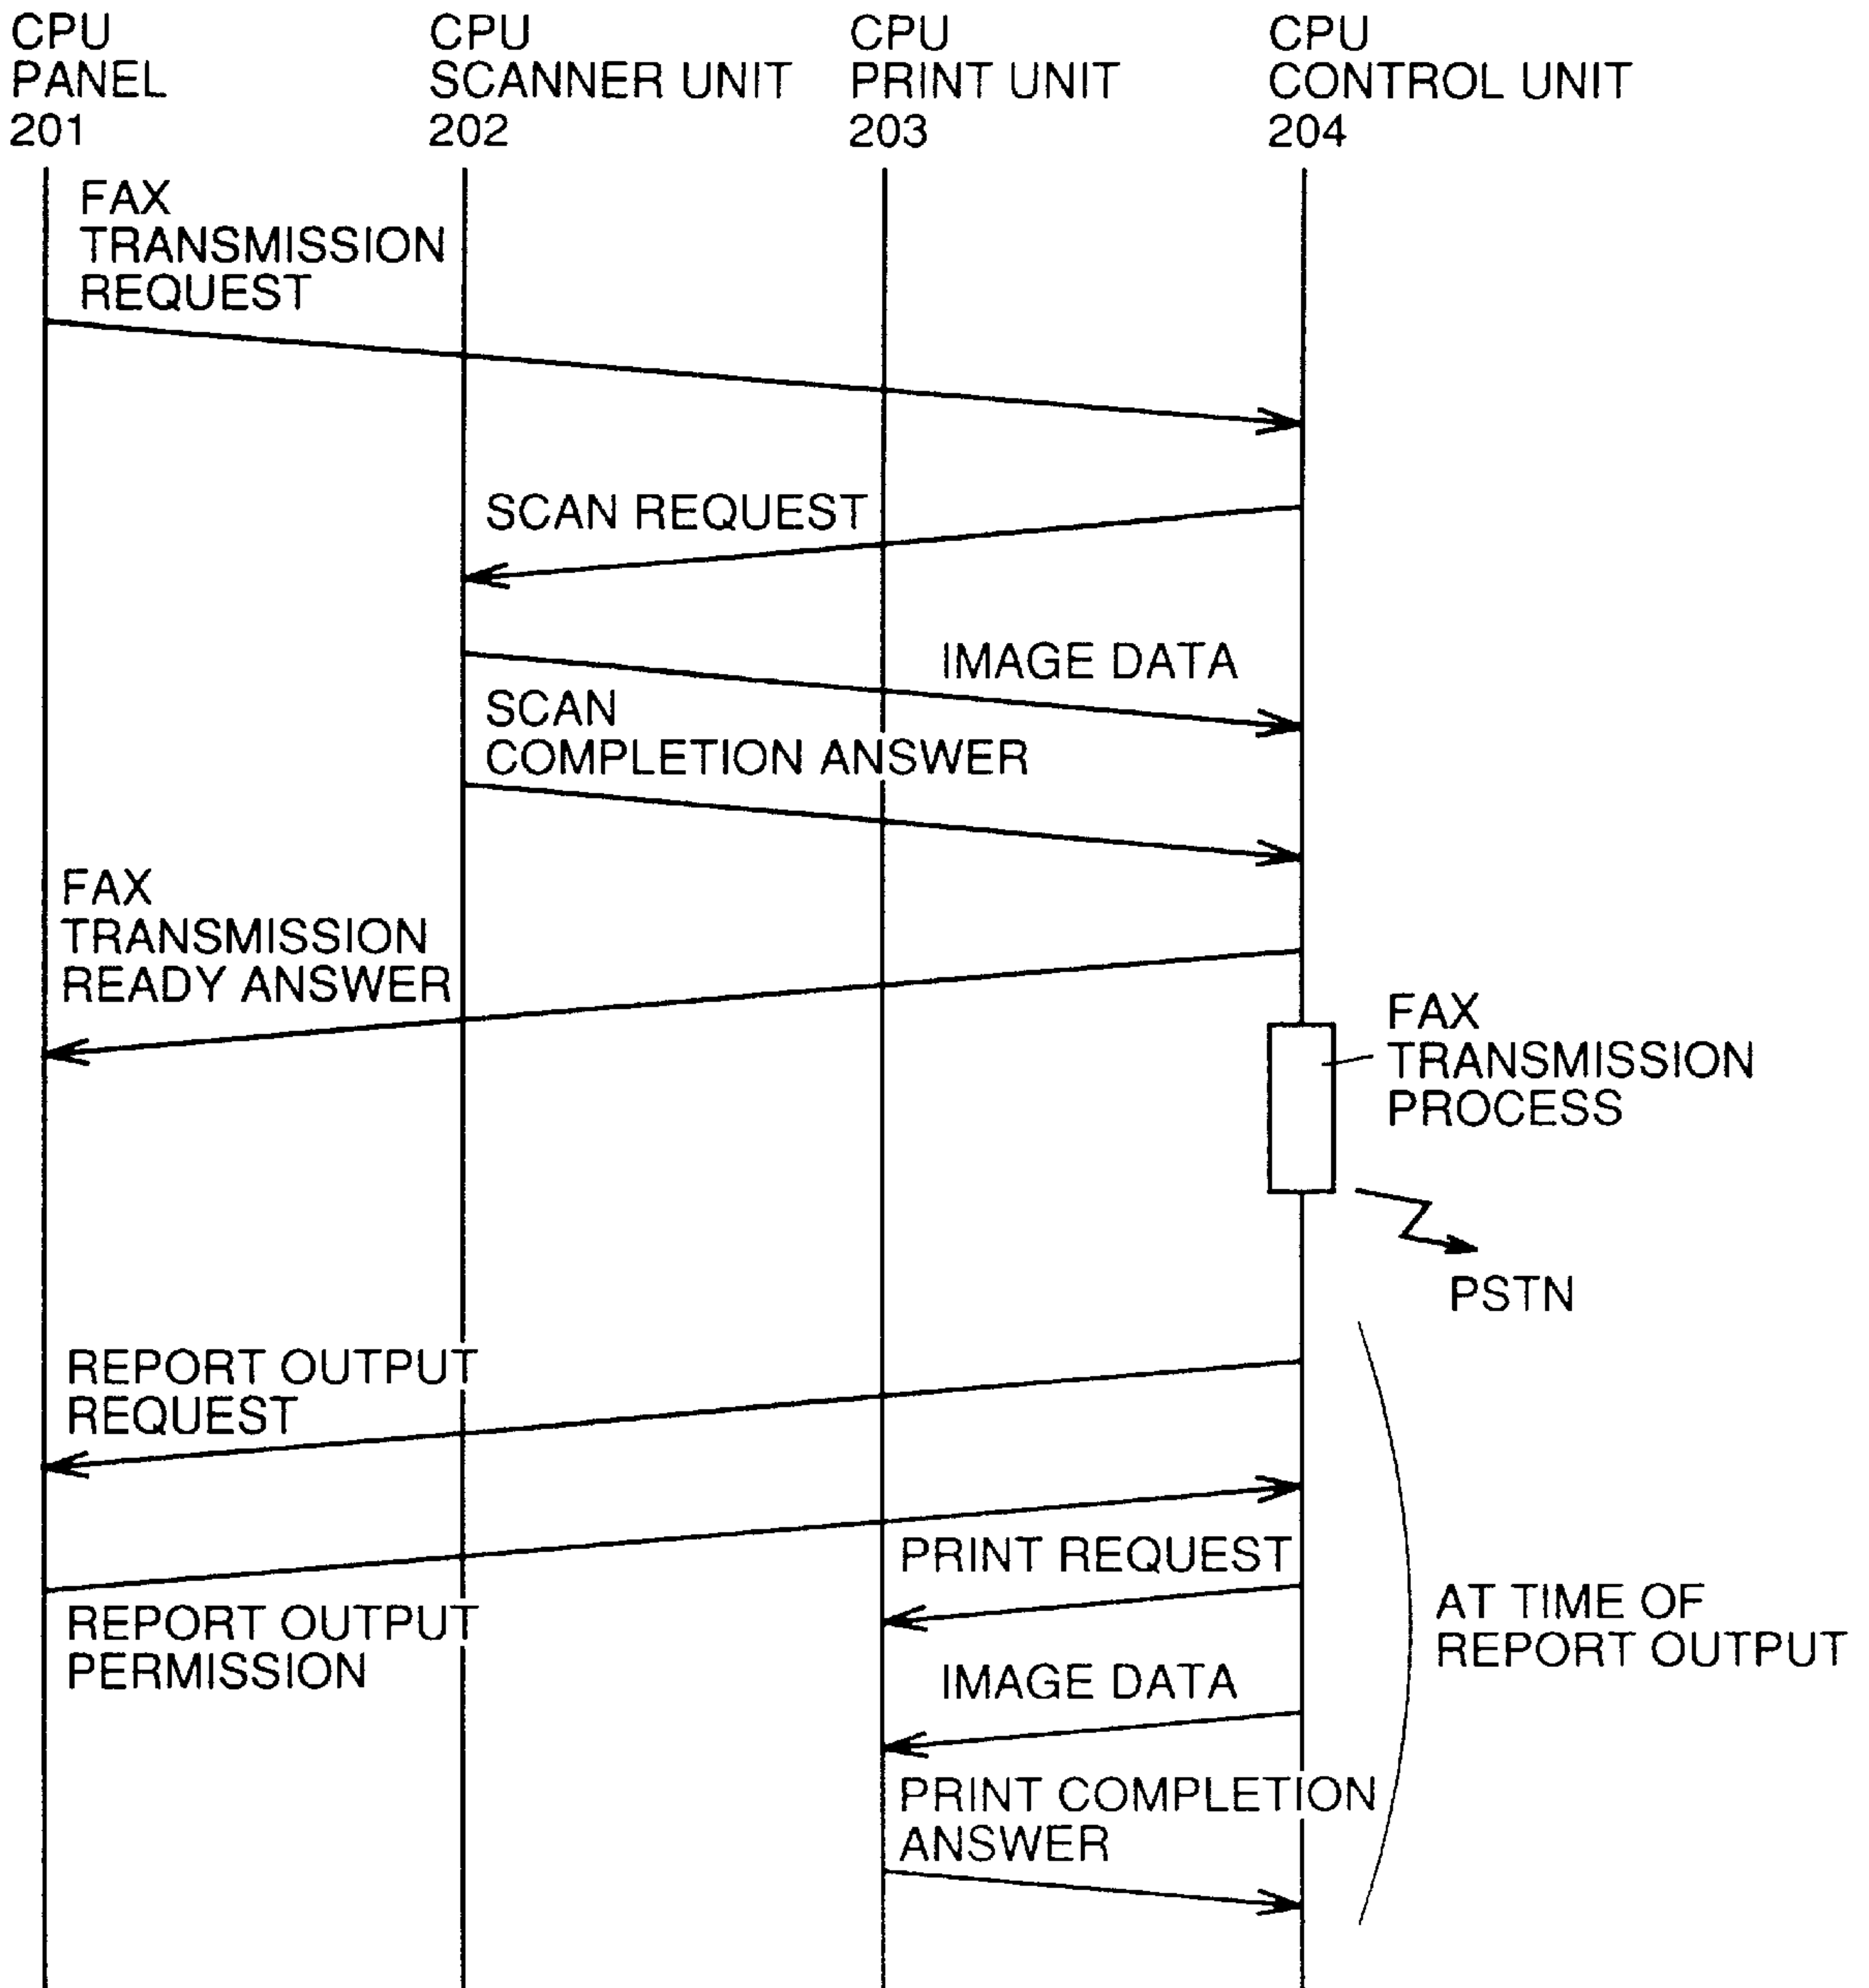 CPU
PANEL
201
CPU
SCANNER UNIT
202
CPU
PRINT UNIT
203
CPU
CONTROL UNIT
204
FAX
TRANSMISSION
REQUEST
SCAN REQUEST
IMAGE DATA
SCAN
COMPLETION ANSWER
FAX
TRANSMISSION
READY ANSWER
FAX
TRANSMISSION
PROCESS
PSTN
REPORT OUTPUT
REQUEST
PRINT REQUEST
REPORT OUTPUT
PERMISSION
AT TIME OF
REPORT OUTPUT
IMAGE DATA
PRINT COMPLETION
ANSWER